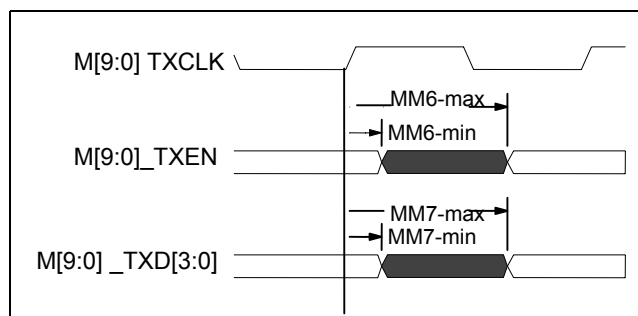 M[9:0] TXCLK
MM6-max
MM6-min
M[9:0]_TXEN
MM7-max
MM7-min
M[9:0] _TXD[3:0]